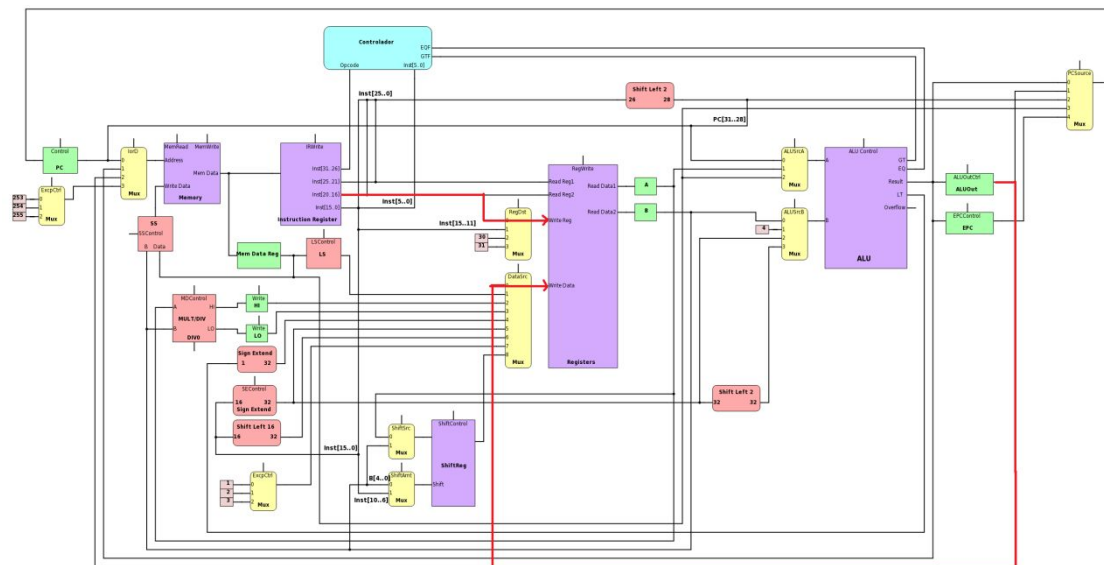 Controlador
EQF
GTF
Opcode
Inst[5..0]
Inst[25..0]
Shift Left 2
26 28
PC[31..28]
PCSource
0
1
2
3
4
Mux
Control
PC
IorD
0
1
2
3
Mux
MemRead MemWrite
Address
Mem Data
Write Data
Memory
IRWrite
Inst[31..26]
Inst[25..21]
Inst[20..16]
Inst[15..0]
Instruction Register
Inst[5..0]
RegWrite
Read Reg1
Read Reg2
Write Reg
Write Data
Read Data1
Read Data2
Registers
A
B
ALUSrcA
0
1
2
Mux
ALUSrcB
0
1
2
3
Mux
4
ALU Control
A
B
GT
EQ
Result
LT
Overflow
ALU
ALUOutCtrl
ALUOut
EPCControl
EPC
253
254
255
ExcpCtrl
0
1
2
Mux
SS
SSControl
B Data
Mem Data Reg
LSControl
LS
Inst[15..11]
RegDst
1
2
3
Mux
30
31
DataSrc
1
2
3
4
5
6
7
8
Mux
MDControl
A
B
HI
LO
MULT/DIV
DIV0
Write
HI
Write
LO
Sign Extend
1 32
SEControl
16 32
Sign Extend
Shift Left 16
16 32
Shift Left 2
32 32
Inst[15..0]
ShiftSrc
0
1
Mux
ShiftControl
ShiftReg
Shift
B[4..0]
ShiftAmt
0
1
Mux
Inst[10..6]
1
2
3
ExcpCtrl
0
1
2
Mux